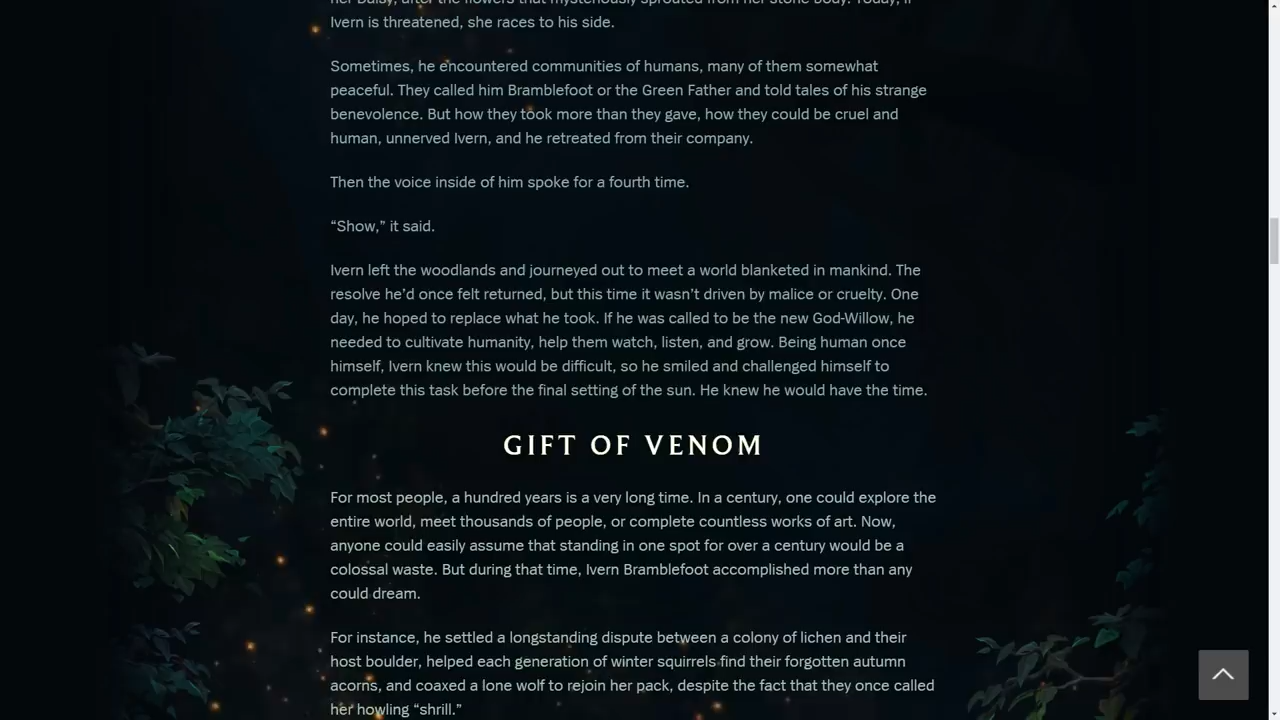 Ivern is threatened, she races to his side.
Sometimes, he encountered communities of humans, many of them somewhat
peaceful. They called him Bramblefoot or the Green Father and told tales of his strange
benevolence. But how they took more than they gave, how they could be cruel and
human, unnerved Ivern, and he retreated from their company.
Then the voice inside of him spoke for a fourth time.
“Show,” it said.
Ivern left the woodlands and journeyed out to meet a world blanketed in mankind. The
resolve he’d once felt returned, but this time it wasn’t driven by malice or cruelty. One
day, he hoped to replace what he took. If he was called to be the new God-Willow, he
needed to cultivate humanity, help them watch, listen, and grow. Being human once
himself, Ivern knew this would be difficult, so he smiled and challenged himself to
complete this task before the final setting of the sun. He knew he would have the time.
GIFT OF VENOM
For most people, a hundred years is a very long time. In a century, one could explore the
entire world, meet thousands of people, or complete countless works of art. Now,
anyone could easily assume that standing in one spot for over a century would be a
colossal waste. But during that time, Ivern Bramblefoot accomplished more than any
could dream.
For instance, he settled a longstanding dispute between a colony of lichen and their
host boulder, helped each generation of winter squirrels find their forgotten autumn
acorns, and coaxed a lone wolf to rejoin her pack, despite the fact that they once called
her howling “shrill.”